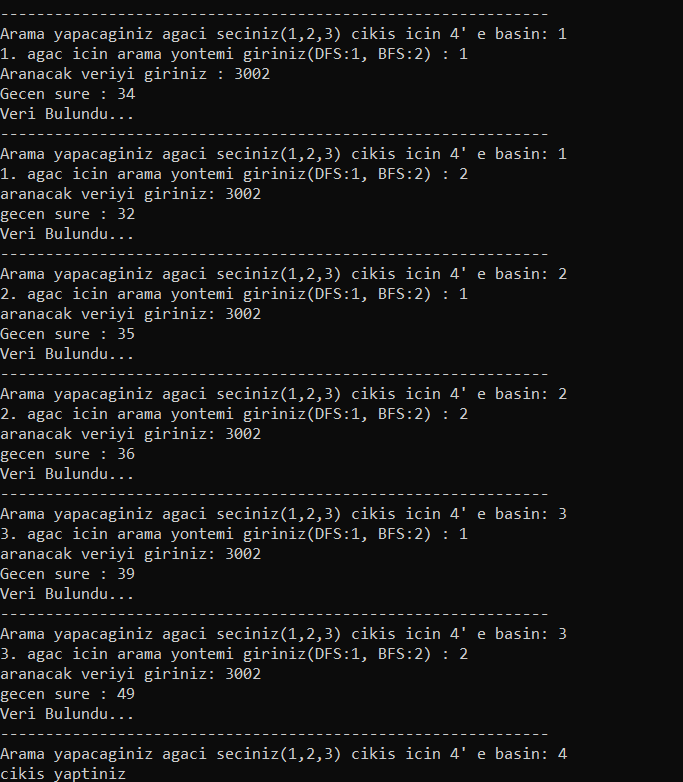 -------------------------------------------------------------
Arama yapacaginiz agaci seciniz(1,2,3) cikis icin 4' e basin: 1
1. agac icin arama yontemi giriniz(DFS:1, BFS:2) : 1
Aranacak veriyi giriniz : 3002
Gecen sure : 34
Veri Bulundu...
-------------------------------------------------------------
Arama yapacaginiz agaci seciniz(1,2,3) cikis icin 4' e basin: 1
1. agac icin arama yontemi giriniz(DFS:1, BFS:2) : 2
aranacak veriyi giriniz: 3002
gecen sure : 32
Veri Bulundu...
-------------------------------------------------------------
Arama yapacaginiz agaci seciniz(1,2,3) cikis icin 4' e basin: 2
2. agac icin arama yontemi giriniz(DFS:1, BFS:2) : 1
aranacak veriyi giriniz: 3002
Gecen sure : 35
Veri Bulundu...
-------------------------------------------------------------
Arama yapacaginiz agaci seciniz(1,2,3) cikis icin 4' e basin: 2
2. agac icin arama yontemi giriniz(DFS:1, BFS:2) : 2
aranacak veriyi giriniz: 3002
gecen sure : 36
Veri Bulundu...
-------------------------------------------------------------
Arama yapacaginiz agaci seciniz(1,2,3) cikis icin 4' e basin: 3
3. agac icin arama yontemi giriniz(DFS:1, BFS:2) : 1
aranacak veriyi giriniz: 3002
Gecen sure : 39
Veri Bulundu...
-------------------------------------------------------------
Arama yapacaginiz agaci seciniz(1,2,3) cikis icin 4' e basin: 3
3. agac icin arama yontemi giriniz(DFS:1, BFS:2) : 2
aranacak veriyi giriniz: 3002
gecen sure : 49
Veri Bulundu...
-------------------------------------------------------------
Arama yapacaginiz agaci seciniz(1,2,3) cikis icin 4' e basin: 4
cikis yaptiniz